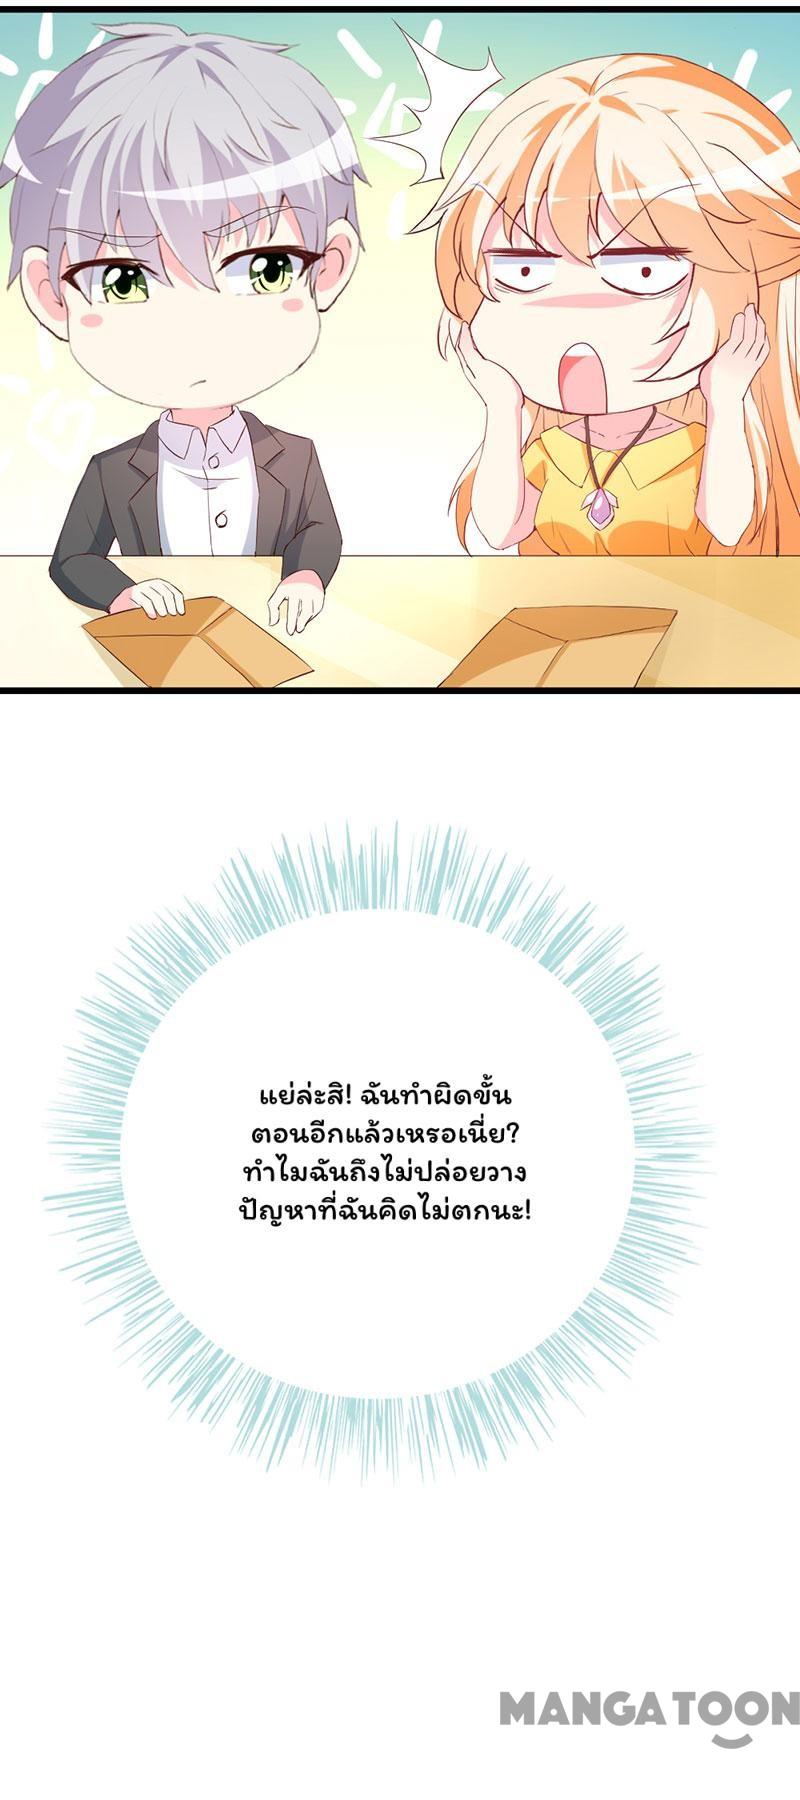 แย่ล่ะสิ! ฉันทำผิดขั้น
ตอนอีกแล้วเหรอเนี่ย?
ทำไมฉันถึงไม่ปล่อยวาง
ปัญหาที่ฉันคิดไม่ตกนะ!
MANGATOON